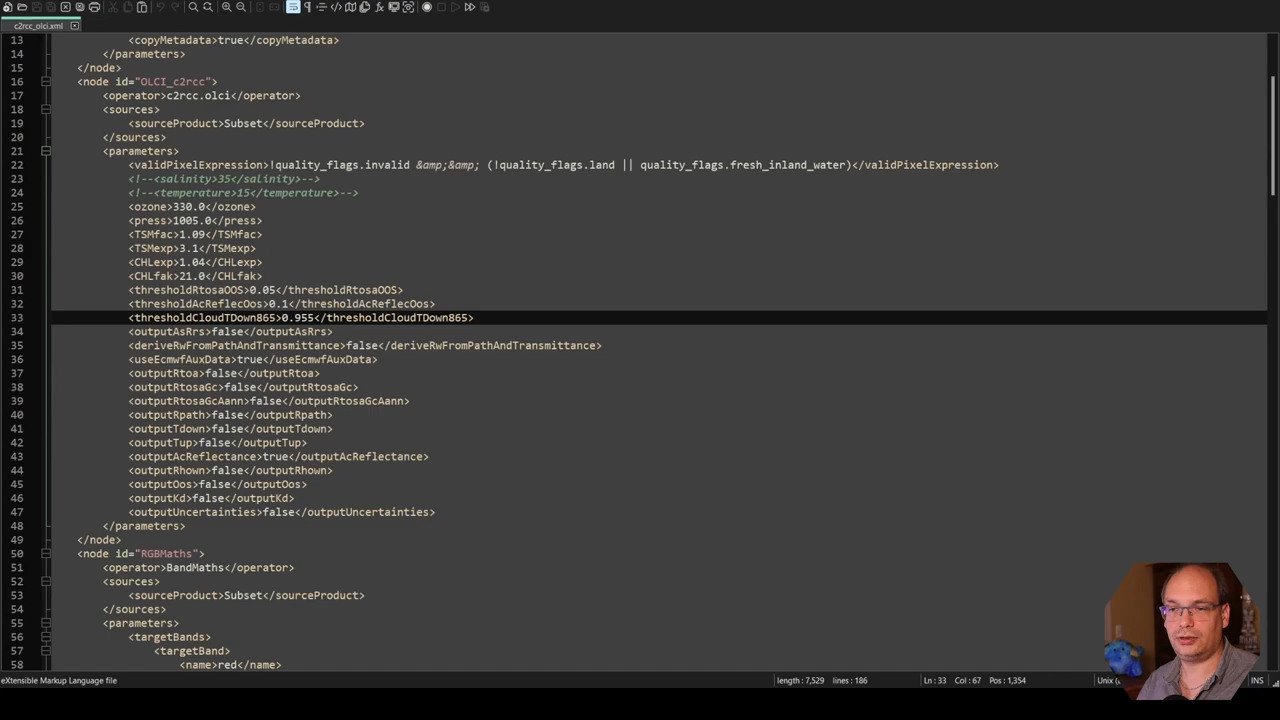 c2rcc_olci.xml
13 <copyMetadata>true</copyMetadata>
14 </parameters>
15 </node>
16 <node id="OLCI_c2rcc">
17 <operator>c2rcc.olci</operator>
18 <sources>
19 <sourceProduct>Subset</sourceProduct>
20 </sources>
21 <parameters>
22 <validPixelExpression>!quality_flags.invalid &amp;&amp; (!quality_flags.land || quality_flags.fresh_inland_water)</validPixelExpression>
23 <!--<salinity>35</salinity>-->
24 <!--<temperature>15</temperature>-->
25 <ozone>330.0</ozone>
26 <press>1005.0</press>
27 <TSMfac>1.09</TSMfac>
28 <TSMexp>3.1</TSMexp>
29 <CHLexp>1.04</CHLexp>
30 <CHLfak>21.0</CHLfak>
31 <thresholdRtosaOOS>0.05</thresholdRtosaOOS>
32 <thresholdAcReflecOos>0.1</thresholdAcReflecOos>
33 <thresholdCloudTDown865>0.955</thresholdCloudTDown865>
34 <outputAsRrs>false</outputAsRrs>
35 <deriveRwFromPathAndTransmittance>false</deriveRwFromPathAndTransmittance>
36 <useEcmwfAuxData>true</useEcmwfAuxData>
37 <outputRtoa>false</outputRtoa>
38 <outputRtosaGc>false</outputRtosaGc>
39 <outputRtosaGcAann>false</outputRtosaGcAann>
40 <outputRpath>false</outputRpath>
41 <outputTdown>false</outputTdown>
42 <outputTup>false</outputTup>
43 <outputAcReflectance>true</outputAcReflectance>
44 <outputRhown>false</outputRhown>
45 <outputOos>false</outputOos>
46 <outputKd>false</outputKd>
47 <outputUncertainties>false</outputUncertainties>
48 </parameters>
49 </node>
50 <node id="RGBMaths">
51 <operator>BandMaths</operator>
52 <sources>
53 <sourceProduct>Subset</sourceProduct>
54 </sources>
55 <parameters>
56 <targetBands>
57 <targetBand>
58 <name>red</name>
eXtensible Markup Language file length : 7,529 lines : 186 Ln : 33 Col : 67 Pos : 1,354 Unix ( INS